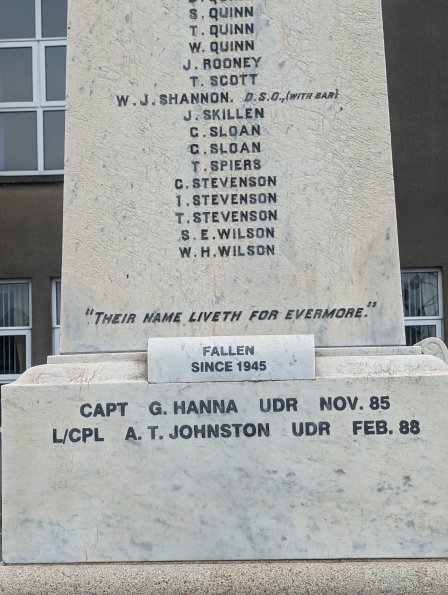 S. QUINN
T. QUINN
W. QUINN
J. ROONEY
T. SCOTT
W. J. SHANNON. D.S.O., (WITH BAR)
J. SKILLEN
G. SLOAN
G. SLOAN
T. SPIERS
G. STEVENSON
I. STEVENSON
T. STEVENSON
S. E. WILSON
W. H. WILSON
"THEIR NAME LIVETH FOR EVERMORE."
FALLEN
SINCE 1945
CAPT G. HANNA UDR NOV. 85
L/CPL A. T. JOHNSTON UDR FEB. 88